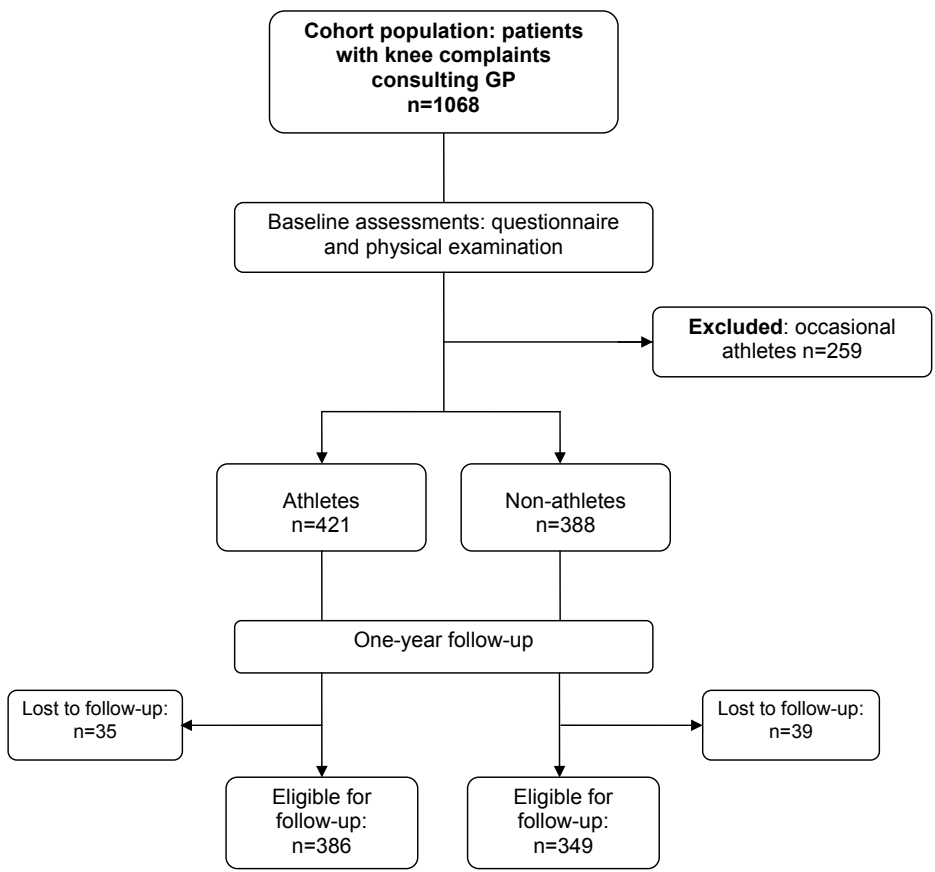 Cohort population: patients
with knee complaints
consulting GP
n=1068
Baseline assessments: questionnaire
and physical examination
Excluded: occasional
athletes n=259
Athletes
n=421
Non-athletes
n=388
One-year follow-up
Lost to follow-up:
n=35
Lost to follow-up:
n=39
Eligible for
follow-up:
n=386
Eligible for
follow-up:
n=349